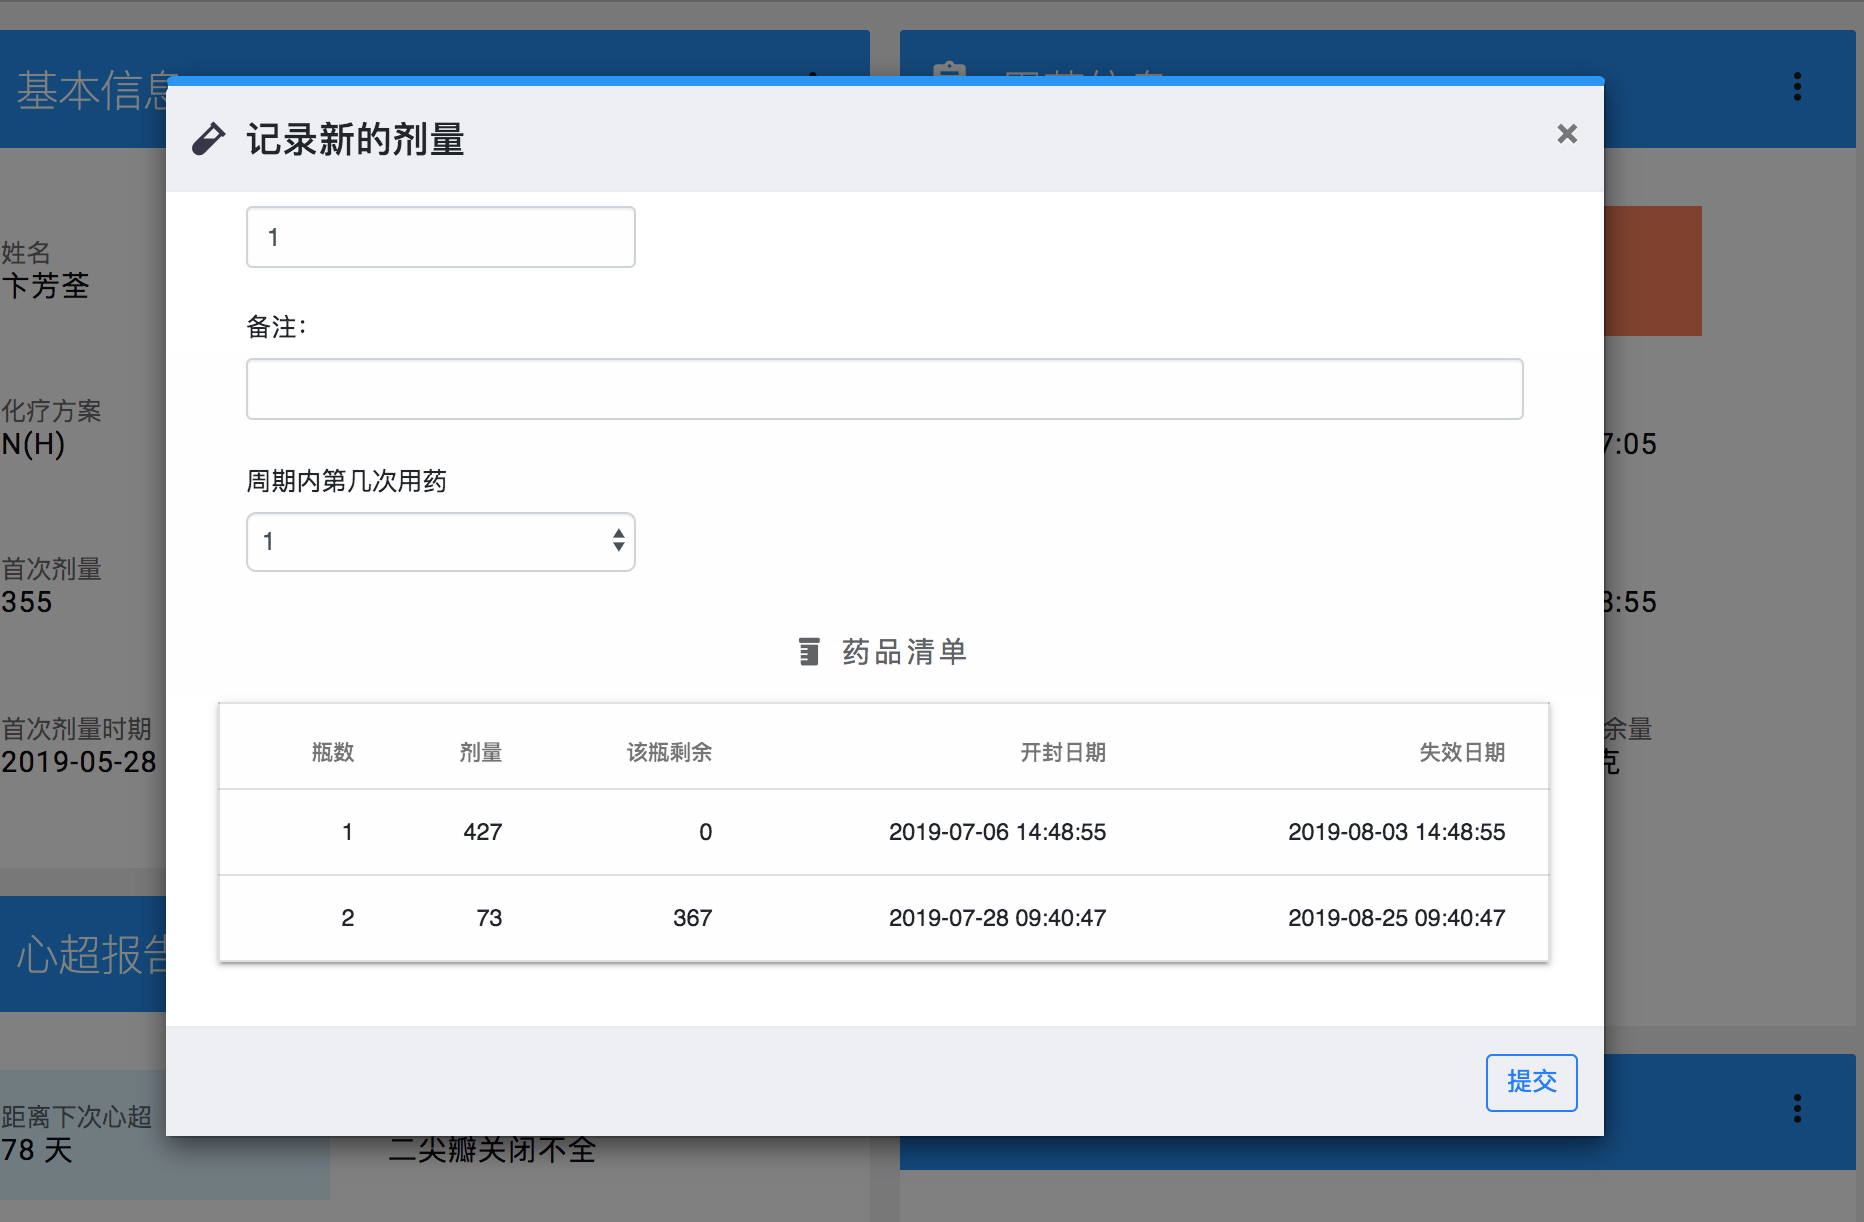 基本信息
记录新的剂量
1
备注：
周期内第几次用药
1
药品清单
瓶数 剂量 该瓶剩余 开封日期 失效日期
1 427 0 2019-07-06 14:48:55 2019-08-03 14:48:55
2 73 367 2019-07-28 09:40:47 2019-08-25 09:40:47
提交
姓名
卞芳荃
化疗方案
N(H)
首次剂量
355
首次剂量时期
2019-05-28
心超报告
距离下次心超
78 天
二尖瓣关闭不全
7:05
3:55
余量
克